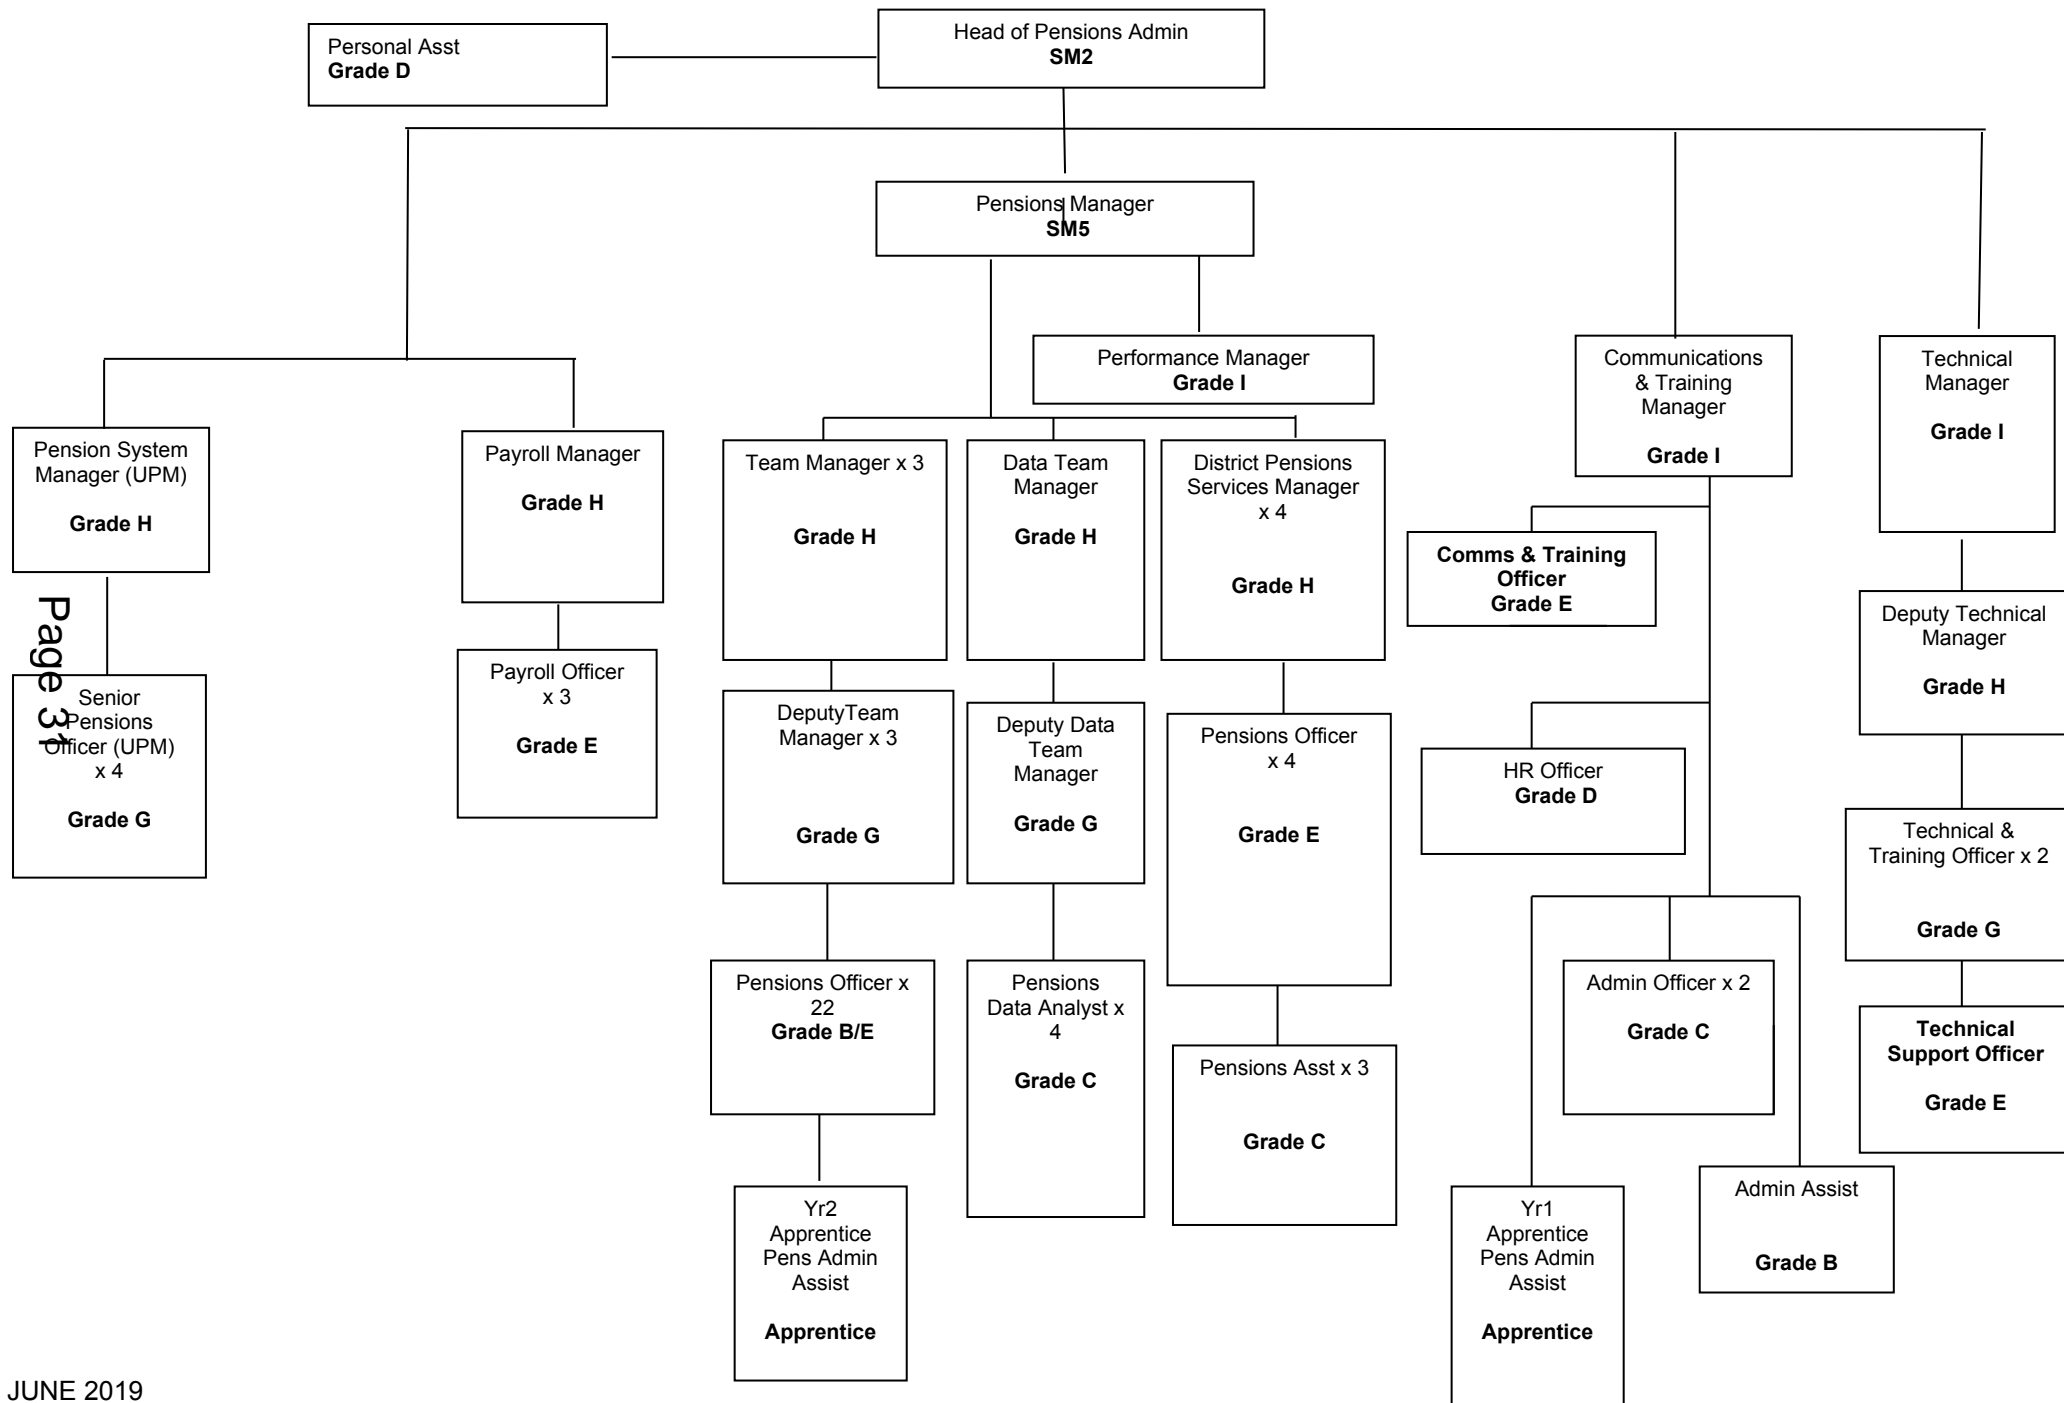 Personal Asst
Grade D
Head of Pensions Admin
SM2
Pensions Manager
SM5
Performance Manager
Grade I
Communications
& Training
Manager
Grade I
Technical
Manager
Grade I
Pension System
Manager (UPM)
Grade H
Payroll Manager
Grade H
Team Manager x 3
Grade H
Data Team
Manager
Grade H
District Pensions
Services Manager
x 4
Grade H
Comms & Training
Officer
Grade E
Deputy Technical
Manager
Grade H
Page 31
Senior
Pensions
Officer (UPM)
x 4
Grade G
Payroll Officer
x 3
Grade E
DeputyTeam
Manager x 3
Grade G
Deputy Data
Team
Manager
Grade G
Pensions Officer
x 4
Grade E
HR Officer
Grade D
Technical &
Training Officer x 2
Grade G
Pensions Officer x
22
Grade B/E
Pensions
Data Analyst x
4
Grade C
Pensions Asst x 3
Grade C
Admin Officer x 2
Grade C
Technical
Support Officer
Grade E
Yr2
Apprentice
Pens Admin
Assist
Apprentice
Yr1
Apprentice
Pens Admin
Assist
Apprentice
Admin Assist
Grade B
JUNE 2019